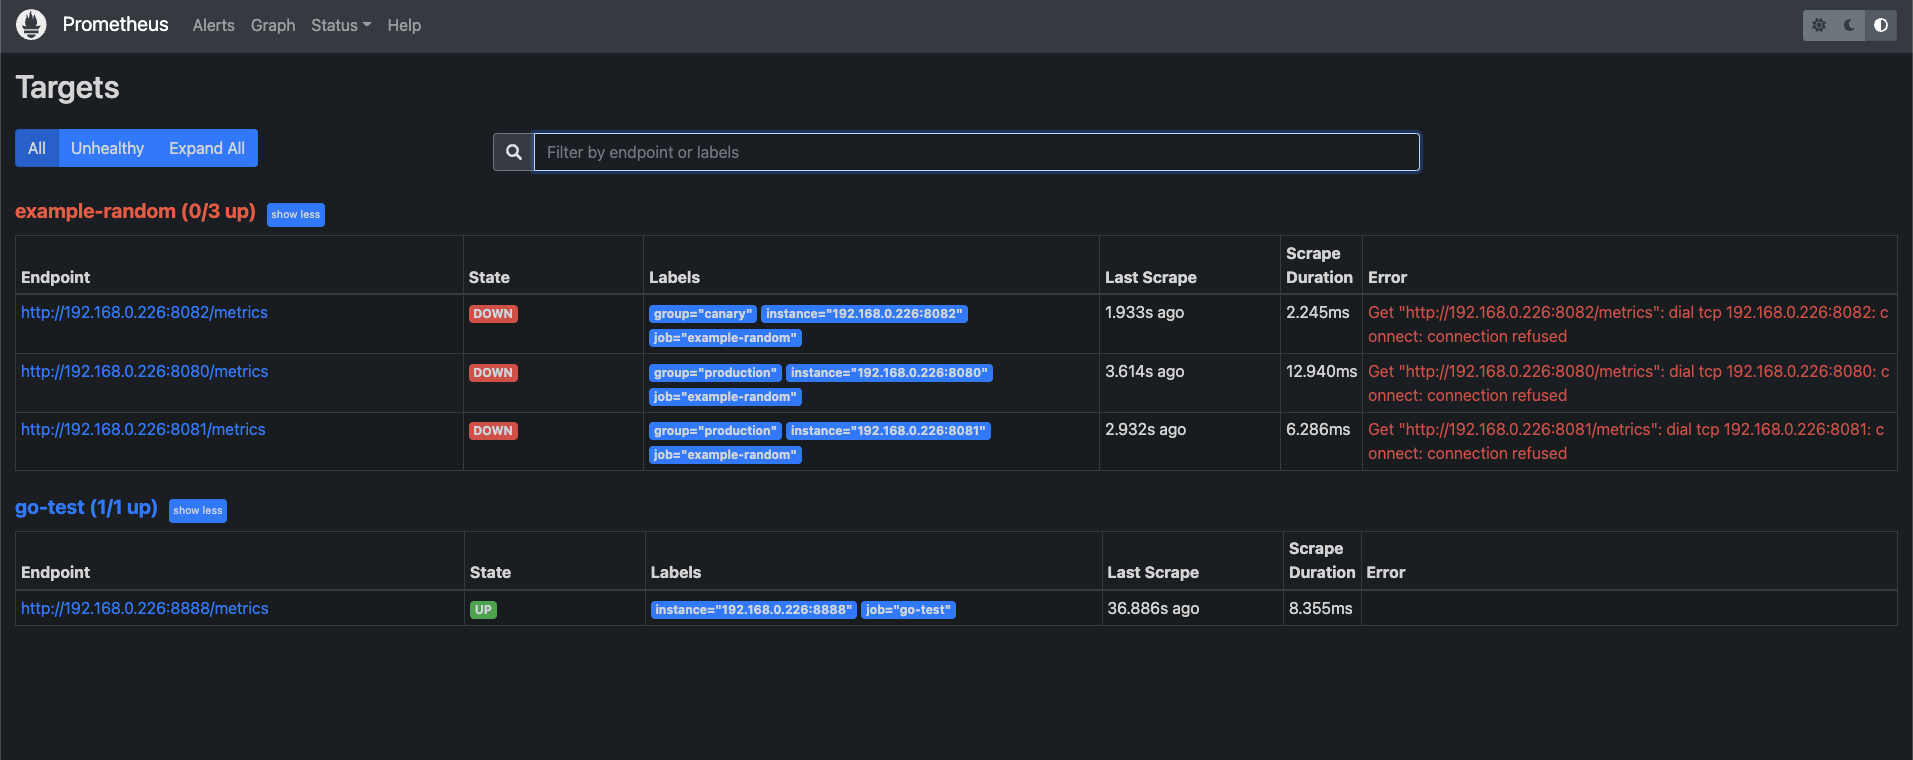 Prometheus Alerts Graph Status Help
Targets
All Unhealthy Expand All
Filter by endpoint or labels
example-random (0/3 up) show less
Endpoint State Labels Last Scrape Scrape Duration Error
http://192.168.0.226:8082/metrics DOWN group="canary" instance="192.168.0.226:8082" 1.933s ago 2.245ms Get "http://192.168.0.226:8082/metrics": dial tcp 192.168.0.226:8082: c
job="example-random" onnect: connection refused
http://192.168.0.226:8080/metrics DOWN group="production" instance="192.168.0.226:8080" 3.614s ago 12.940ms Get "http://192.168.0.226:8080/metrics": dial tcp 192.168.0.226:8080: c
job="example-random" onnect: connection refused
http://192.168.0.226:8081/metrics DOWN group="production" instance="192.168.0.226:8081" 2.932s ago 6.286ms Get "http://192.168.0.226:8081/metrics": dial tcp 192.168.0.226:8081: c
job="example-random" onnect: connection refused
go-test (1/1 up) show less
Endpoint State Labels Last Scrape Scrape Duration Error
http://192.168.0.226:8888/metrics UP instance="192.168.0.226:8888" job="go-test" 36.886s ago 8.355ms